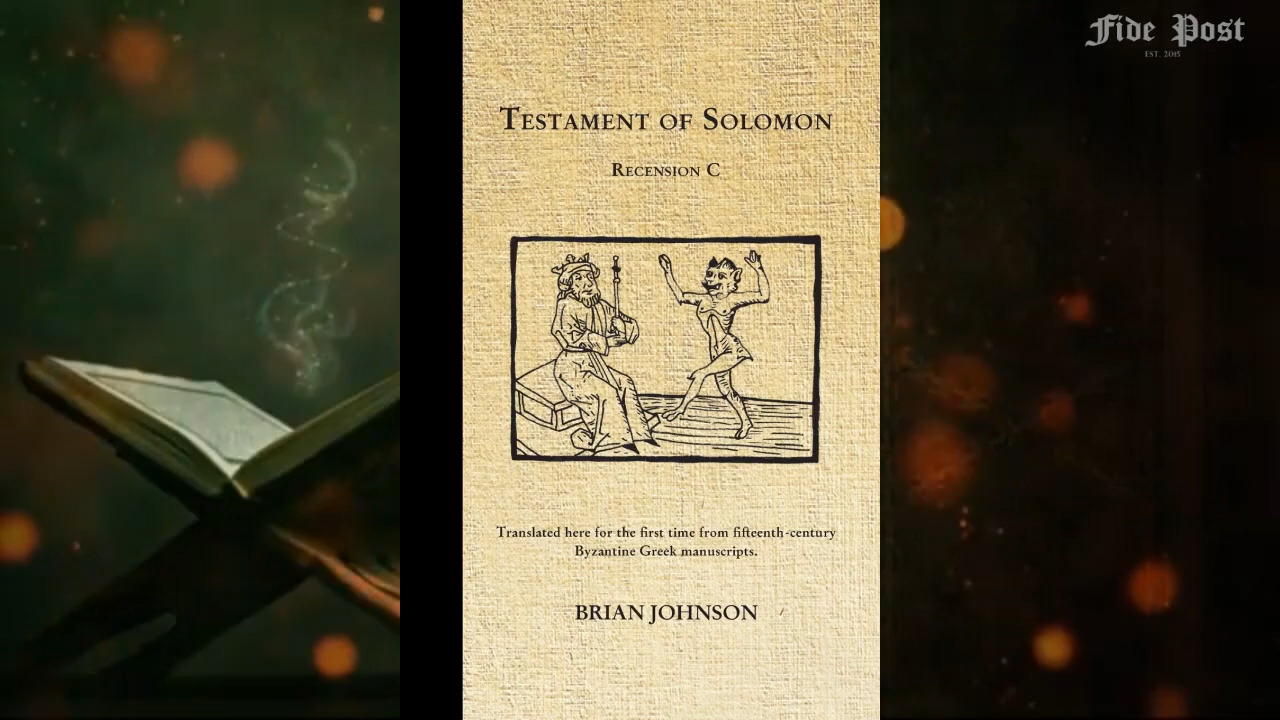 Fide Post
EST. 2015
Testament of Solomon
Recension C
Translated here for the first time from fifteenth-century
Byzantine Greek manuscripts.
BRIAN JOHNSON